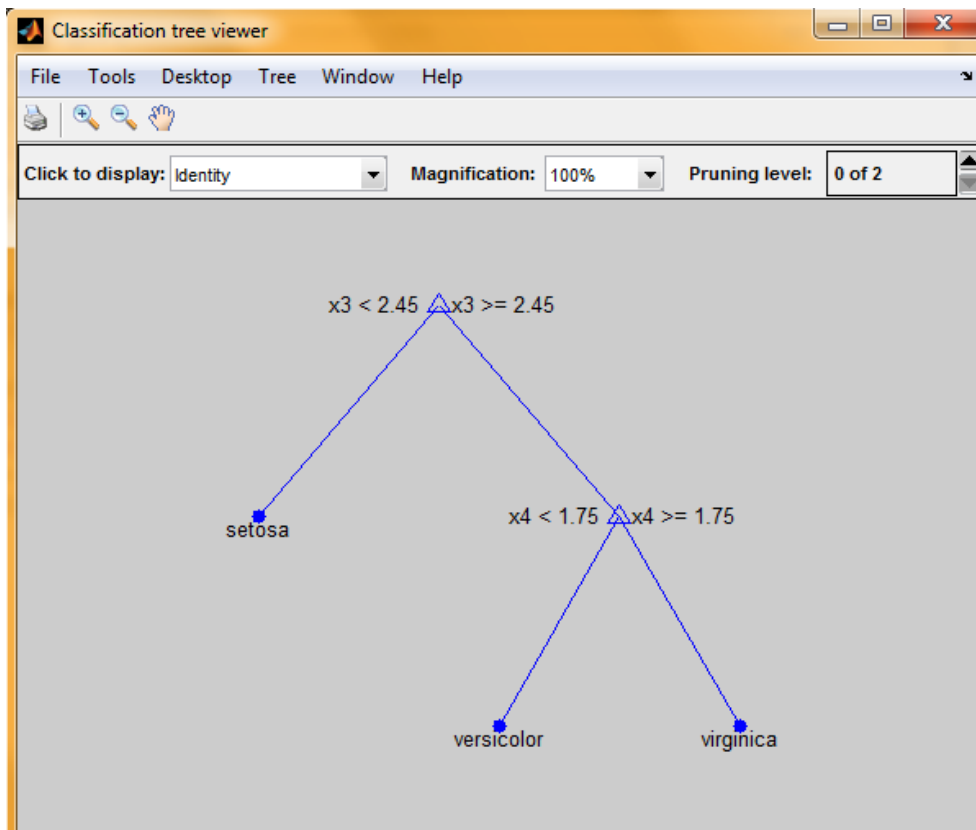 Classification tree viewer
File Tools Desktop Tree Window Help
Click to display: Identity Magnification: 100% Pruning level: 0 of 2
x3 < 2.45 x3 >= 2.45
setosa
x4 < 1.75 x4 >= 1.75
versicolor virginica